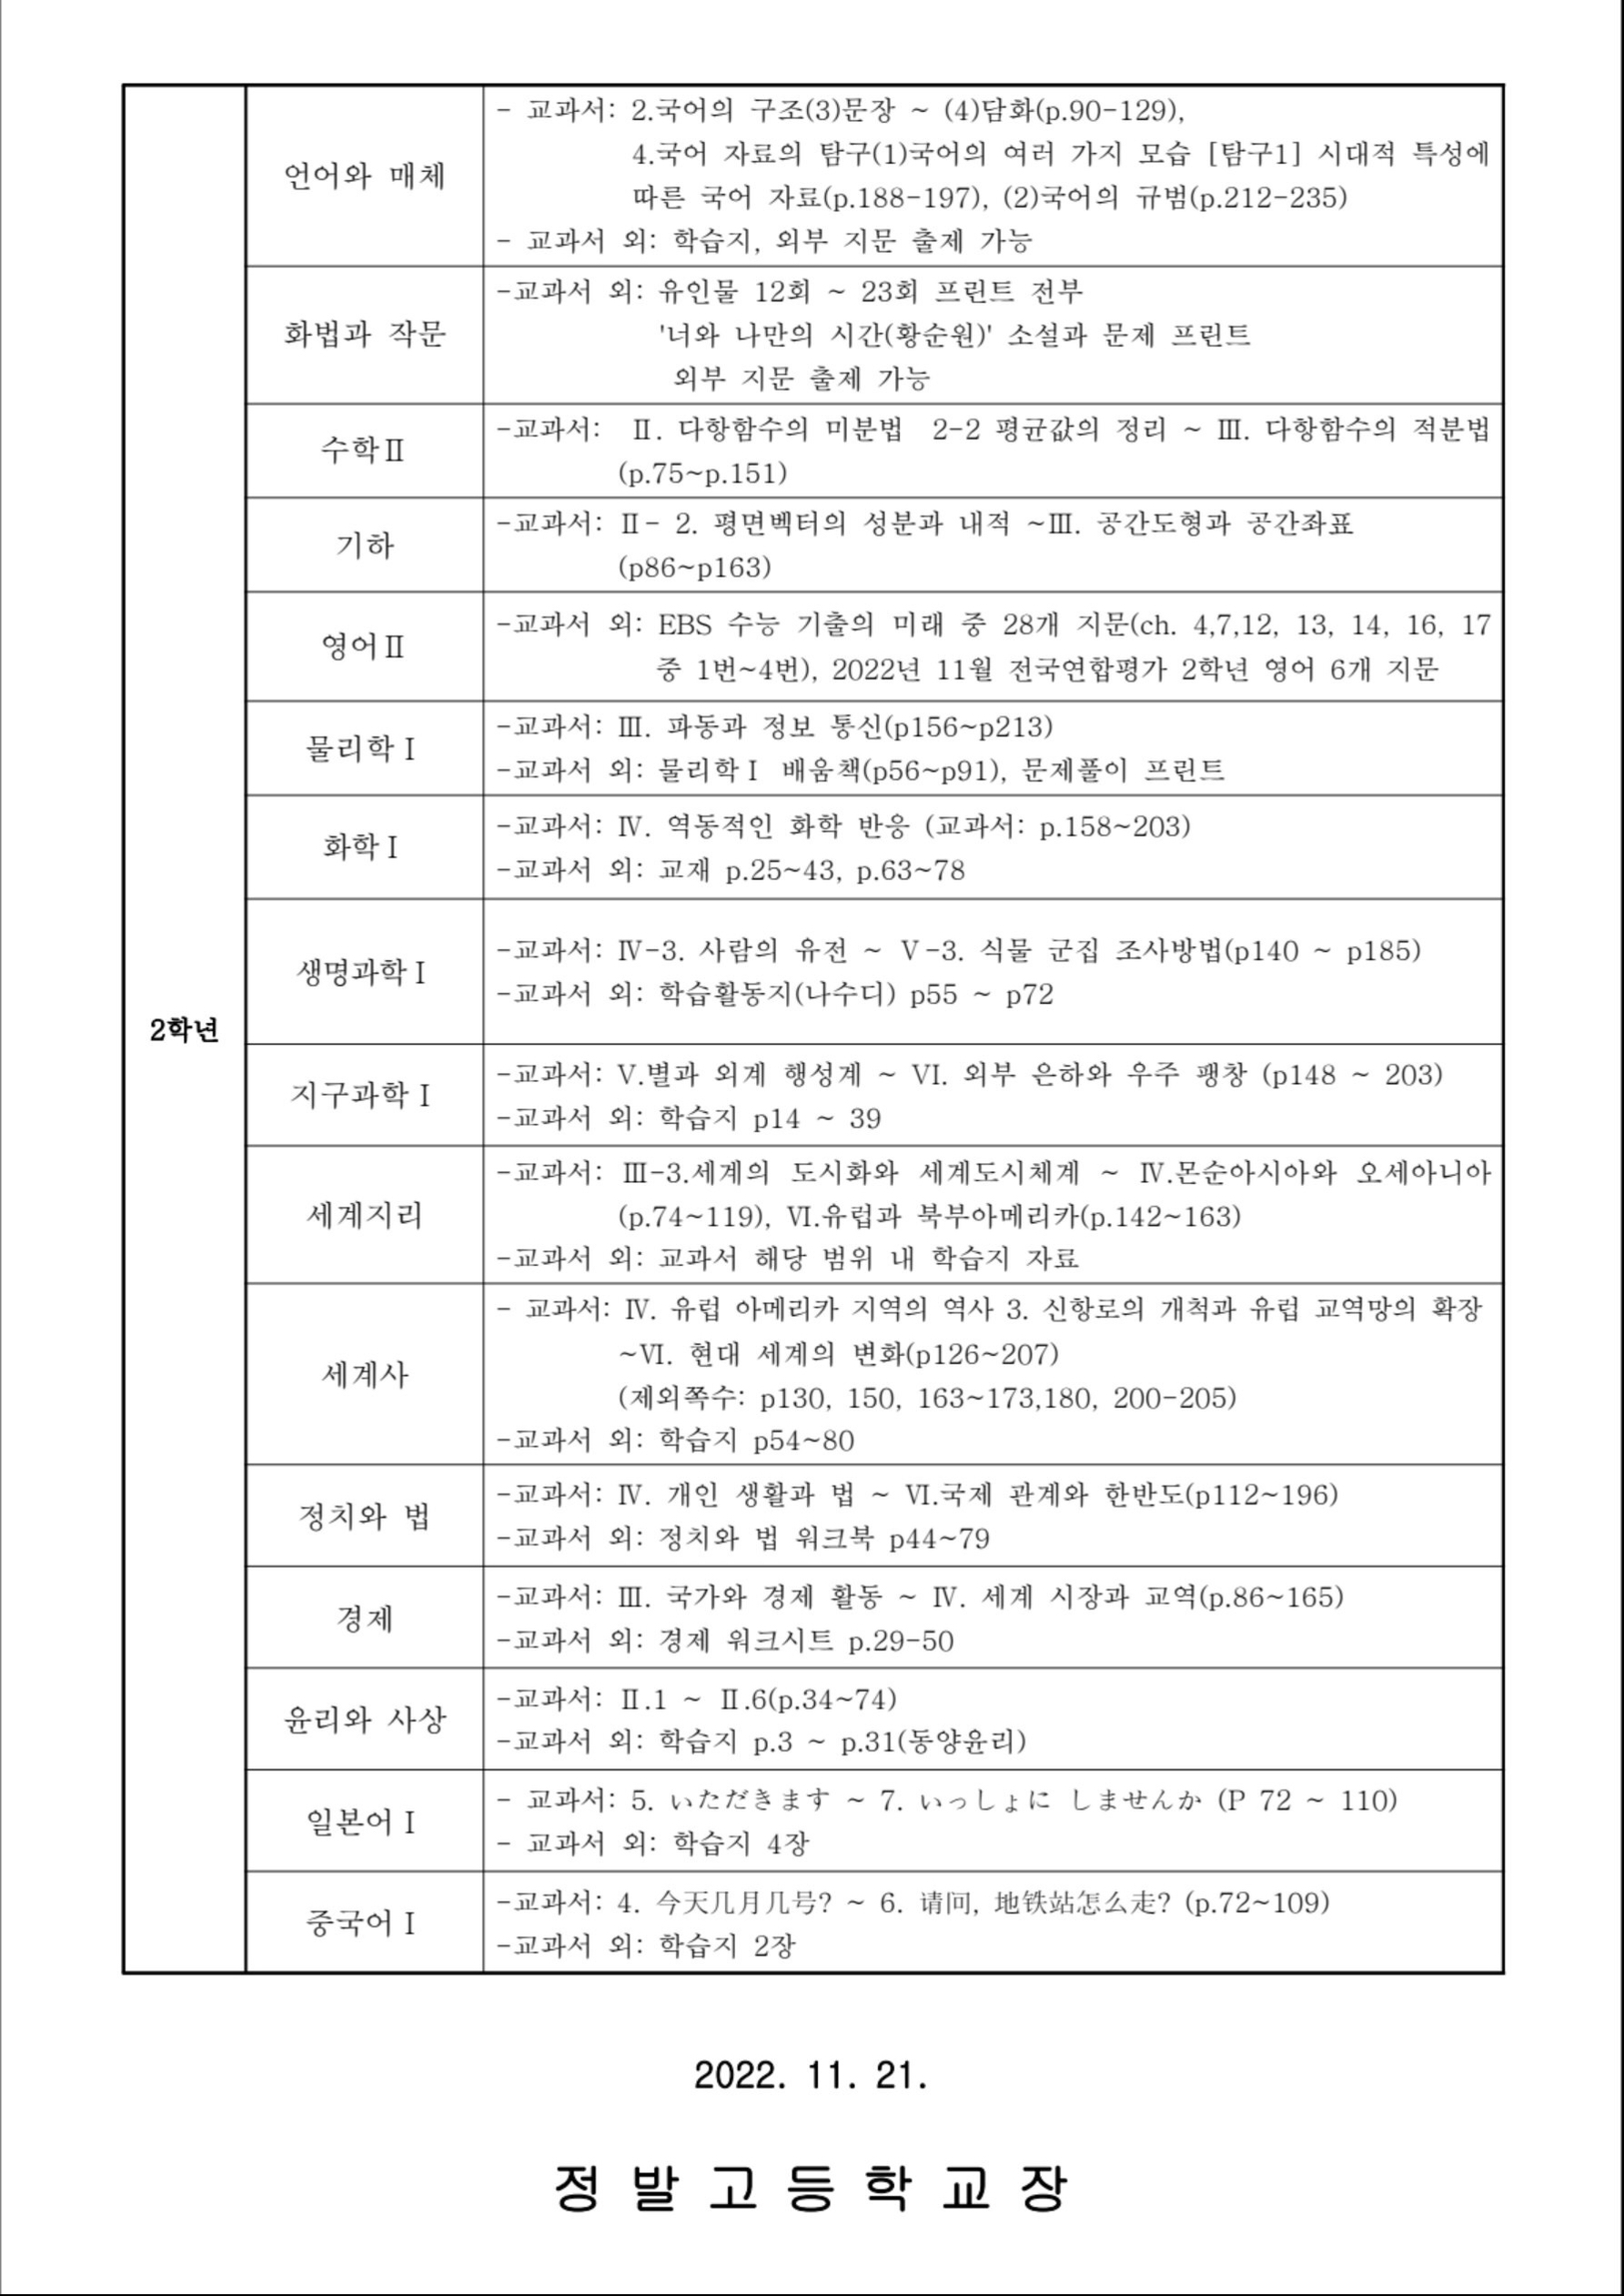 2학년
언어와 매체
- 교과서: 2.국어의 구조(3)문장 ~ (4)담화(p.90-129),
4.국어 자료의 탐구(1)국어의 여러 가지 모습 [탐구1] 시대적 특성에
따른 국어 자료(p.188-197), (2)국어의 규범(p.212-235)
- 교과서 외: 학습지, 외부 지문 출제 가능
화법과 작문
-교과서 외: 유인물 12회 ~ 23회 프린트 전부
'너와 나만의 시간(황순원)' 소설과 문제 프린트
외부 지문 출제 가능
수학Ⅱ
-교과서: Ⅱ. 다항함수의 미분법 2-2 평균값의 정리 ~ Ⅲ. 다항함수의 적분법
(p.75~p.151)
기하
-교과서: Ⅱ- 2. 평면벡터의 성분과 내적 ~Ⅲ. 공간도형과 공간좌표
(p86~p163)
영어Ⅱ
-교과서 외: EBS 수능 기출의 미래 중 28개 지문(ch. 4,7,12, 13, 14, 16, 17
중 1번~4번), 2022년 11월 전국연합평가 2학년 영어 6개 지문
물리학Ⅰ
-교과서: Ⅲ. 파동과 정보 통신(p156~p213)
-교과서 외: 물리학Ⅰ 배움책(p56~p91), 문제풀이 프린트
화학Ⅰ
-교과서: Ⅳ. 역동적인 화학 반응 (교과서: p.158~203)
-교과서 외: 교재 p.25~43, p.63~78
생명과학Ⅰ
-교과서: Ⅳ-3. 사람의 유전 ~ Ⅴ-3. 식물 군집 조사방법(p140 ~ p185)
-교과서 외: 학습활동지(나수디) p55 ~ p72
지구과학Ⅰ
-교과서: V.별과 외계 행성계 ~ VI. 외부 은하와 우주 팽창 (p148 ~ 203)
-교과서 외: 학습지 p14 ~ 39
세계지리
-교과서: Ⅲ-3.세계의 도시화와 세계도시체계 ~ Ⅳ.몬순아시아와 오세아니아
(p.74~119), Ⅵ.유럽과 북부아메리카(p.142~163)
-교과서 외: 교과서 해당 범위 내 학습지 자료
세계사
- 교과서: Ⅳ. 유럽 아메리카 지역의 역사 3. 신항로의 개척과 유럽 교역망의 확장
~Ⅵ. 현대 세계의 변화(p126~207)
(제외쪽수: p130, 150, 163~173,180, 200-205)
-교과서 외: 학습지 p54~80
정치와 법
-교과서: Ⅳ. 개인 생활과 법 ~ Ⅵ.국제 관계와 한반도(p112~196)
-교과서 외: 정치와 법 워크북 p44~79
경제
-교과서: Ⅲ. 국가와 경제 활동 ~ Ⅳ. 세계 시장과 교역(p.86~165)
-교과서 외: 경제 워크시트 p.29-50
윤리와 사상
-교과서: Ⅱ.1 ~ Ⅱ.6(p.34~74)
-교과서 외: 학습지 p.3 ~ p.31(동양윤리)
일본어Ⅰ
- 교과서: 5. いただきます ~ 7. いっしょに しませんか (P 72 ~ 110)
- 교과서 외: 학습지 4장
중국어Ⅰ
-교과서: 4. 今天几月几号? ~ 6. 请问, 地铁站怎么走? (p.72~109)
-교과서 외: 학습지 2장
2022. 11. 21.
정 발 고 등 학 교 장